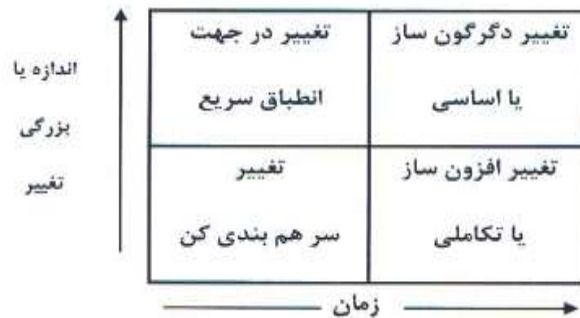 تغییر دگرگون ساز
یا اساسی
تغییر در جهت
انطباق سریع
اندازه یا
بزرگی
تغییر
تغییر افزون ساز
یا تکاملی
تغییر
سر هم بندی کن
زمان